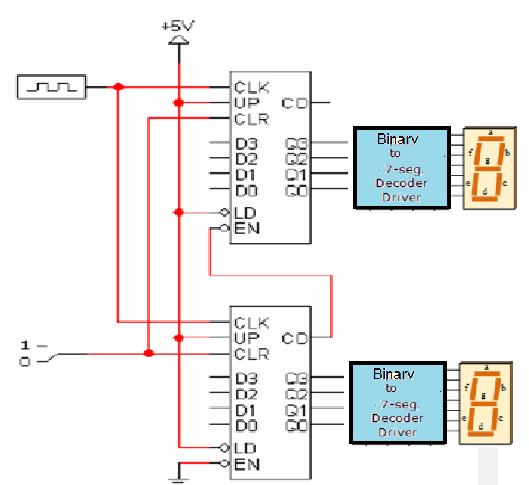 +5V
CLK
UP CO
CLR
D3 Q3
D2 Q2
D1 Q1
D0 Q0
LD
EN
Binary
to
7-seg.
Decoder
Driver
a
f b
g
e c
d
CLK
UP CO
CLR
D3 Q3
D2 Q2
D1 Q1
D0 Q0
LD
EN
1
0
Binary
to
7-seg.
Decoder
Driver
a
f b
g
e c
d